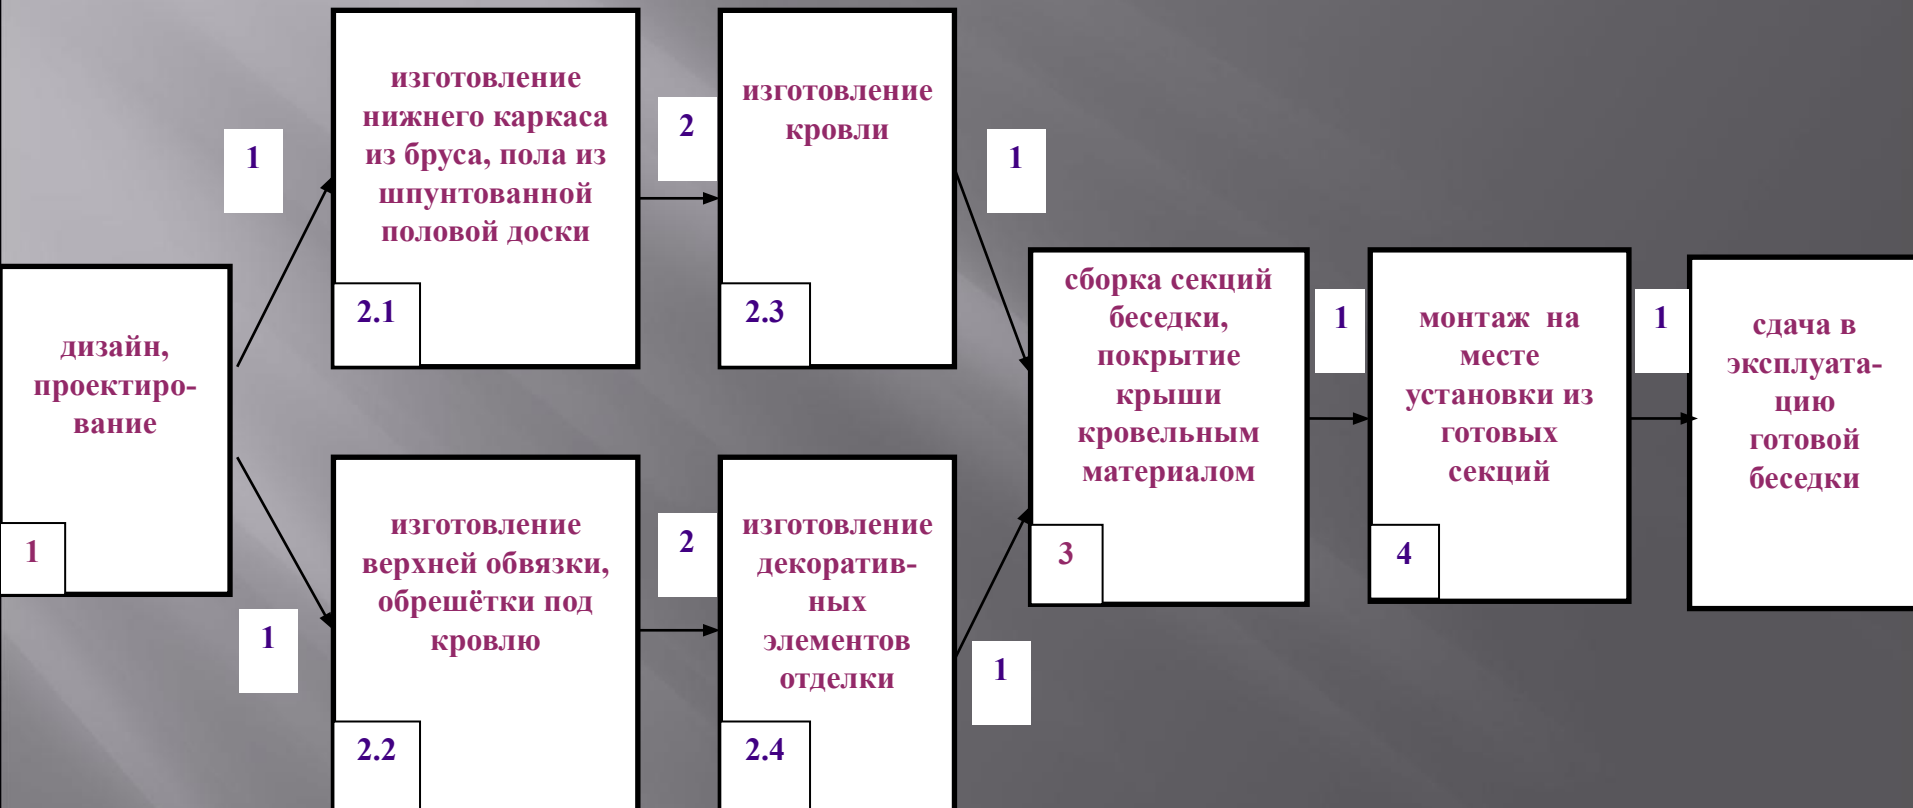 дизайн,
проектиро-
вание
1
1
изготовление
нижнего каркаса
из бруса, пола из
шпунтованной
половой доски
2.1
2
изготовление
кровли
2.3
1
1
изготовление
верхней обвязки,
обрешётки под
кровлю
2.2
2
изготовление
декоратив-
ных
элементов
отделки
2.4
1
сборка секций
беседки,
покрытие
крыши
кровельным
материалом
3
1
монтаж на
месте
установки из
готовых
секций
4
1
сдача в
эксплуата-
цию
готовой
беседки